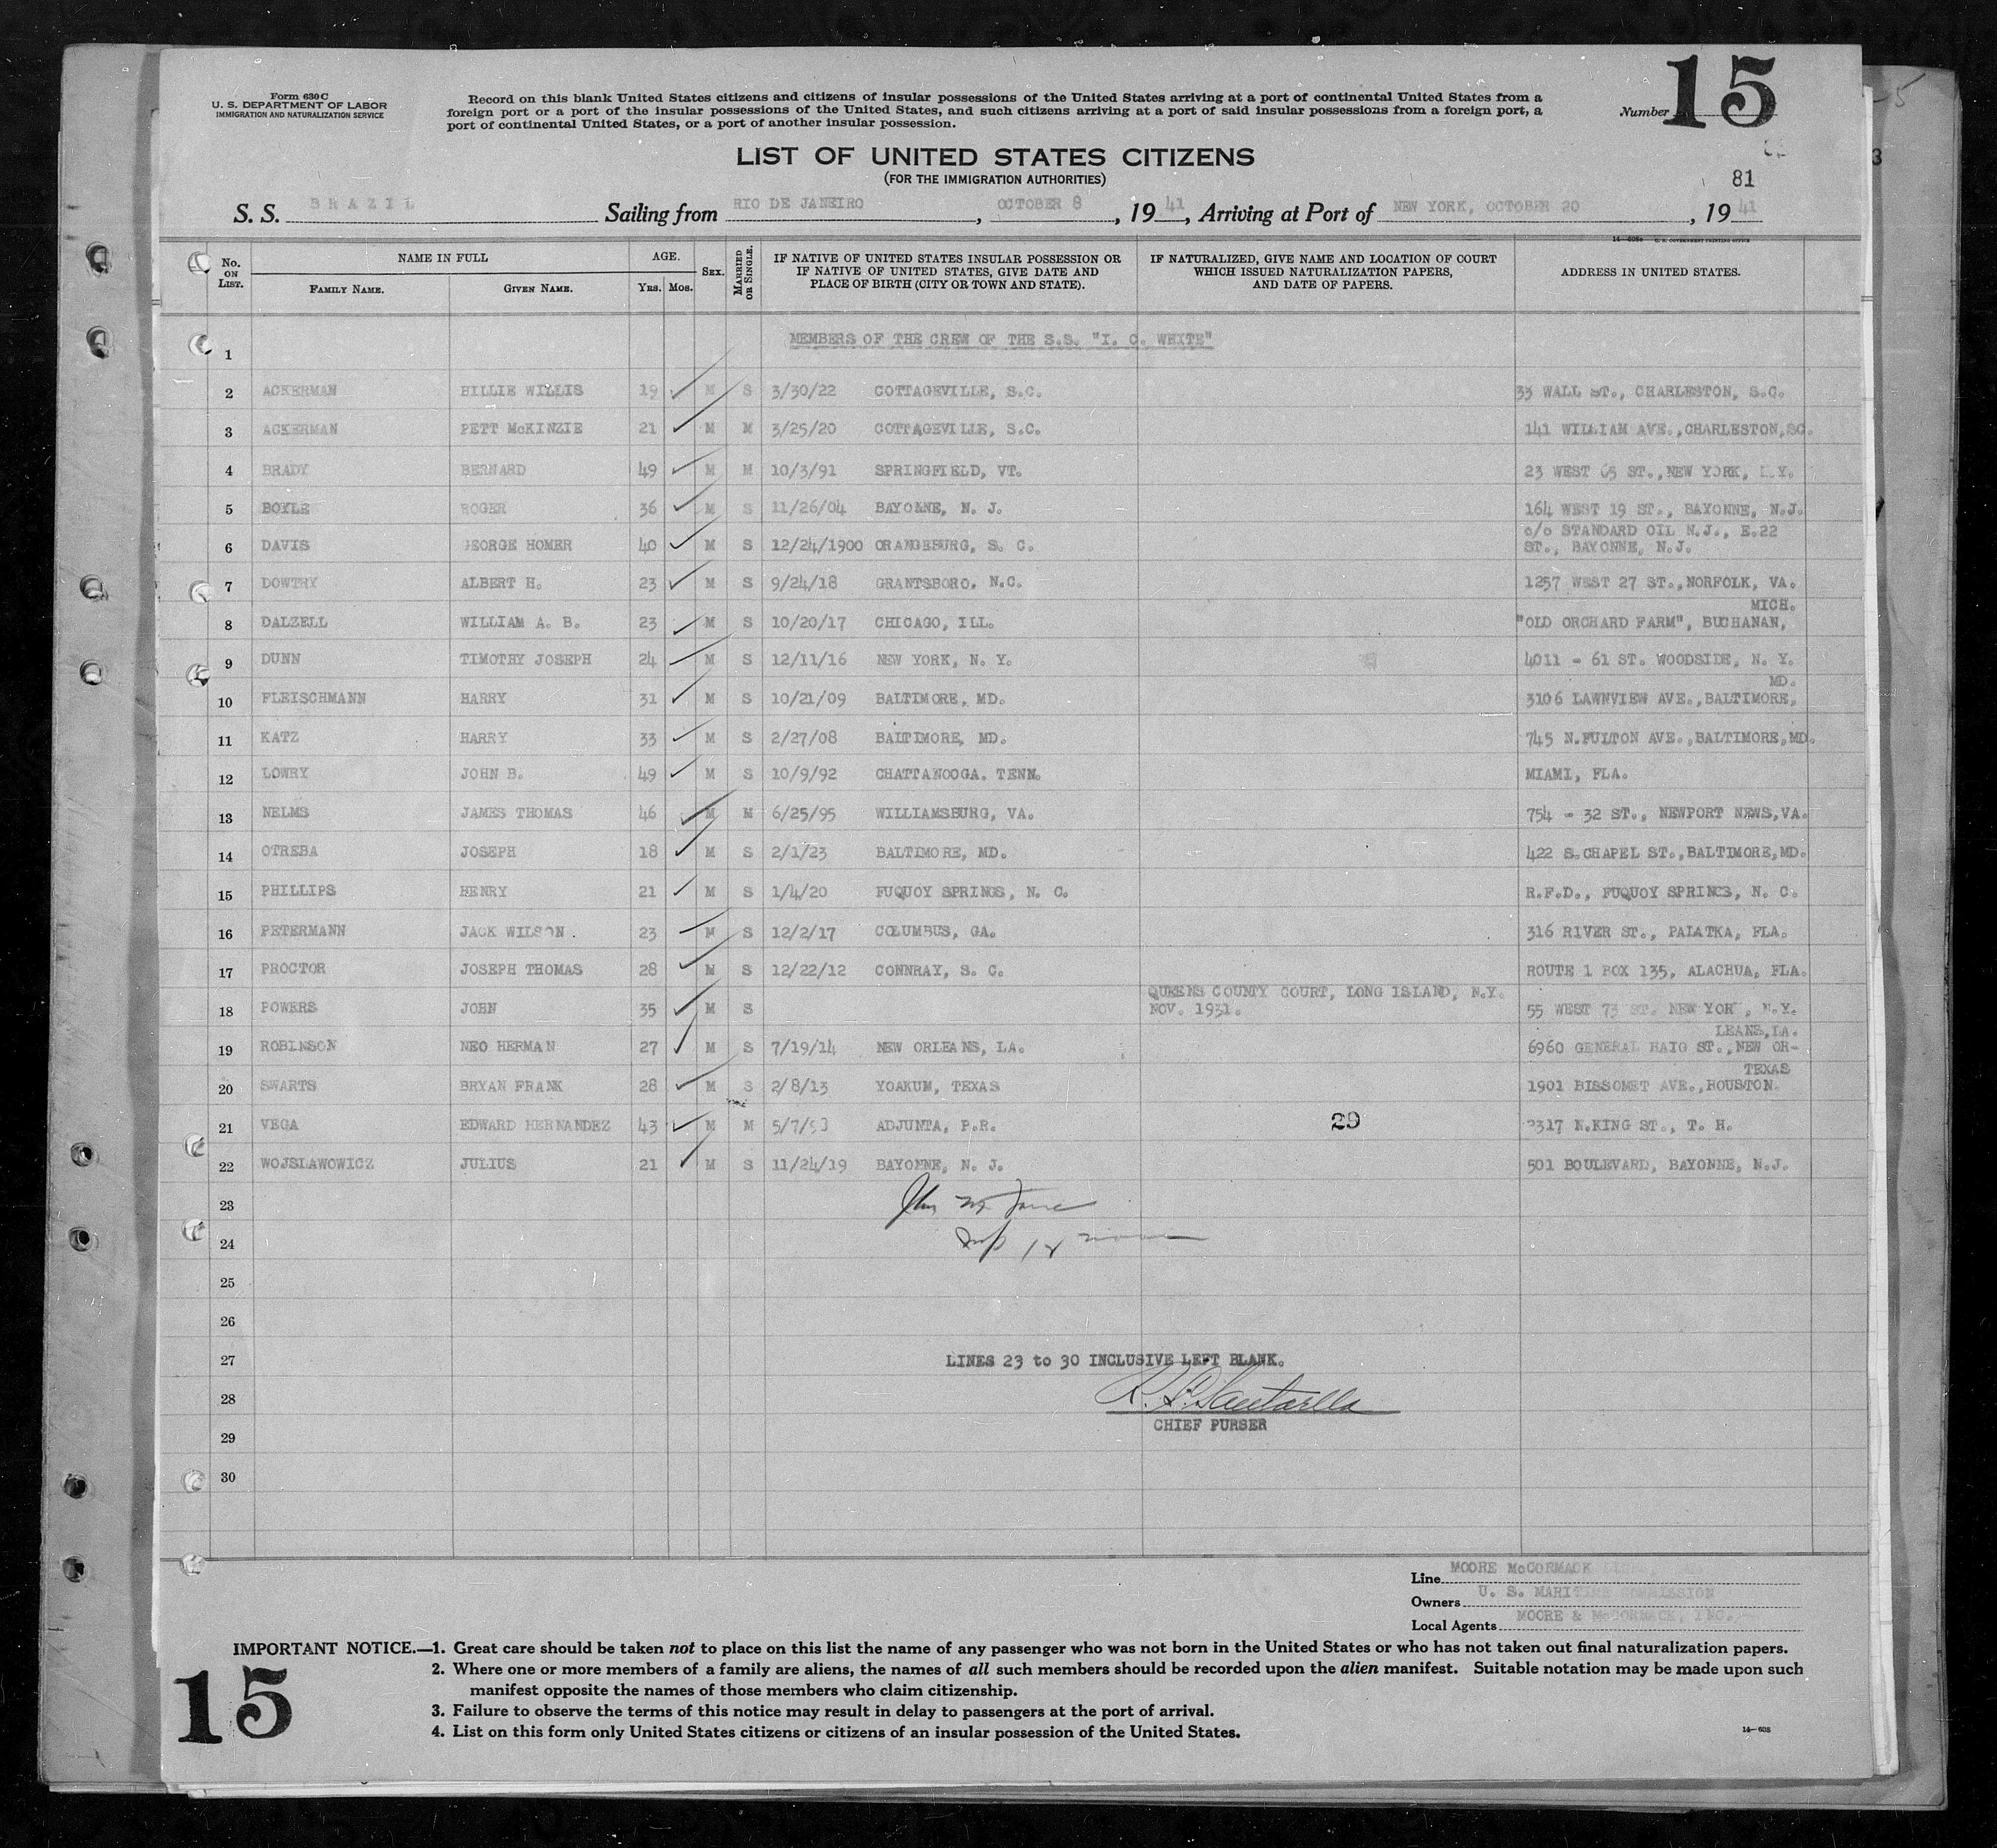 Form 630 C
U. S. DEPARTMENT OF LABOR
IMMIGRATION AND NATURALIZATION SERVICE
Record on this blank United States citizens and citizens of insular possessions of the United States arriving at a port of continental United States from a
foreign port or a port of the insular possessions of the United States, and such citizens arriving at a port of said insular possessions from a foreign port, a
port of continental United States, or a port of another insular possession.
Number 15
LIST OF UNITED STATES CITIZENS
(FOR THE IMMIGRATION AUTHORITIES)
81
S. S. BRAZIL Sailing from RIO DE JANEIRO, OCTOBER 8, 19 41, Arriving at Port of NEW YORK, OCTOBER 20, 19 41
No. ON LIST. NAME IN FULL FAMILY NAME. GIVEN NAME. AGE. Yrs. Mos. SEX. MARRIED OR SINGLE. IF NATIVE OF UNITED STATES INSULAR POSSESSION OR IF NATIVE OF UNITED STATES, GIVE DATE AND PLACE OF BIRTH (CITY OR TOWN AND STATE). IF NATURALIZED, GIVE NAME AND LOCATION OF COURT WHICH ISSUED NATURALIZATION PAPERS, AND DATE OF PAPERS. ADDRESS IN UNITED STATES.
1 MEMBERS OF THE CREW OF THE S.S. "I. C. WHITE"
2 ACKERMAN BILLIE WILLIS 19 M S 3/30/22 COTTAGEVILLE, S.C. 33 WALL ST., CHARLESTON, S.C.
3 ACKERMAN PETT McKINZIE 21 M M 3/25/20 COTTAGEVILLE, S.C. 141 WILLIAM AVE.,CHARLESTON,SC.
4 BRADY BERNARD 49 M M 10/3/91 SPRINGFIELD, VT. 23 WEST 65 ST.,NEW YORK, Y.
5 BOYLE ROGER 36 M S 11/26/04 BAYONNE, N. J. 164 WEST 19 ST., BAYONNE, N.J.
6 DAVIS GEORGE HOMER 40 M S 12/24/1900 ORANGEBURG, S. C. c/o STANDARD OIL N.J., E.22
ST., BAYONNE, N.J.
7 DOWTRY ALBERT H. 23 M S 9/24/18 GRANTSBORO, N.C. 1257 WEST 27 ST.,NORFOLK, VA.
8 DALZELL WILLIAM A. B. 23 M S 10/20/17 CHICAGO, ILL. "OLD ORCHARD FARM", BUCHANAN, MICH.
9 DUNN TIMOTHY JOSEPH 24 M S 12/11/16 NEW YORK, N. Y. 4011 - 61 ST. WOODSIDE, N. Y.
10 FLEISCHMANN HARRY 31 M S 10/21/09 BALTIMORE, MD. 3106 LAWNVIEW AVE.,BALTIMORE, MD.
11 KATZ HARRY 33 M S 2/27/08 BALTIMORE, MD. 745 N.FULTON AVE.,BALTIMORE,MD.
12 LOWRY JOHN B. 49 M S 10/9/92 CHATTANOOGA. TENN. MIAMI, FLA.
13 NELMS JAMES THOMAS 46 M M 6/25/95 WILLIAMSBURG, VA. 754 - 32 ST., NEWPORT NEWS,VA.
14 OTREBA JOSEPH 18 M S 2/1/23 BALTIMORE, MD. 422 S.CHAPEL ST.,BALTIMORE,MD.
15 PHILLIPS HENRY 21 M S 1/4/20 FUQUOY SPRINGS, N. C. R.F.D., FUQUOY SPRINGS, N. C.
16 PETERMANN JACK WILSON 23 M S 12/2/17 COLUMBUS, GA. 316 RIVER ST., PALATKA, FLA.
17 PROCTOR JOSEPH THOMAS 28 M S 12/22/12 CONNRAY, S. C. ROUTE 1 BOX 135, ALACHUA, FLA.
18 POWERS JOHN 35 M S QUEENS COUNTY COURT, LONG ISLAND, N.Y.
NOV. 1931. 55 WEST 73 ST. NEW YOR , N.Y.
19 ROBINSON NEO HERMAN 27 M S 7/19/14 NEW ORLEANS, LA. 6960 GENERAL HAIG ST.,NEW OR-
LEANS,LA.
20 SWARTS BRYAN FRANK 28 M S 2/8/13 YOAKUM, TEXAS 1901 BISSOMET AVE.,HOUSTON TEXAS
21 VEGA EDWARD HERNANDEZ 43 M M 5/7/ ADJUNTA, P.R. 29 2317 N.KING ST., T. H.
22 WOJSLAWOWICZ JULIUS 21 M S 11/24/19 BAYONNE, N. J. 501 BOULEVARD, BAYONNE, N.J.
23
24
25
26
27 LINES 23 to 30 INCLUSIVE LEFT BLANK.
28
29 CHIEF PURSER
30
Line MOORE McCORMACK
Owners U. S. MARITIME COMMISSION
Local Agents MOORE & McCORMACK, INC.
IMPORTANT NOTICE.—1. Great care should be taken not to place on this list the name of any passenger who was not born in the United States or who has not taken out final naturalization papers.
2. Where one or more members of a family are aliens, the names of all such members should be recorded upon the alien manifest. Suitable notation may be made upon such
manifest opposite the names of those members who claim citizenship.
3. Failure to observe the terms of this notice may result in delay to passengers at the port of arrival.
4. List on this form only United States citizens or citizens of an insular possession of the United States.
15
14—608